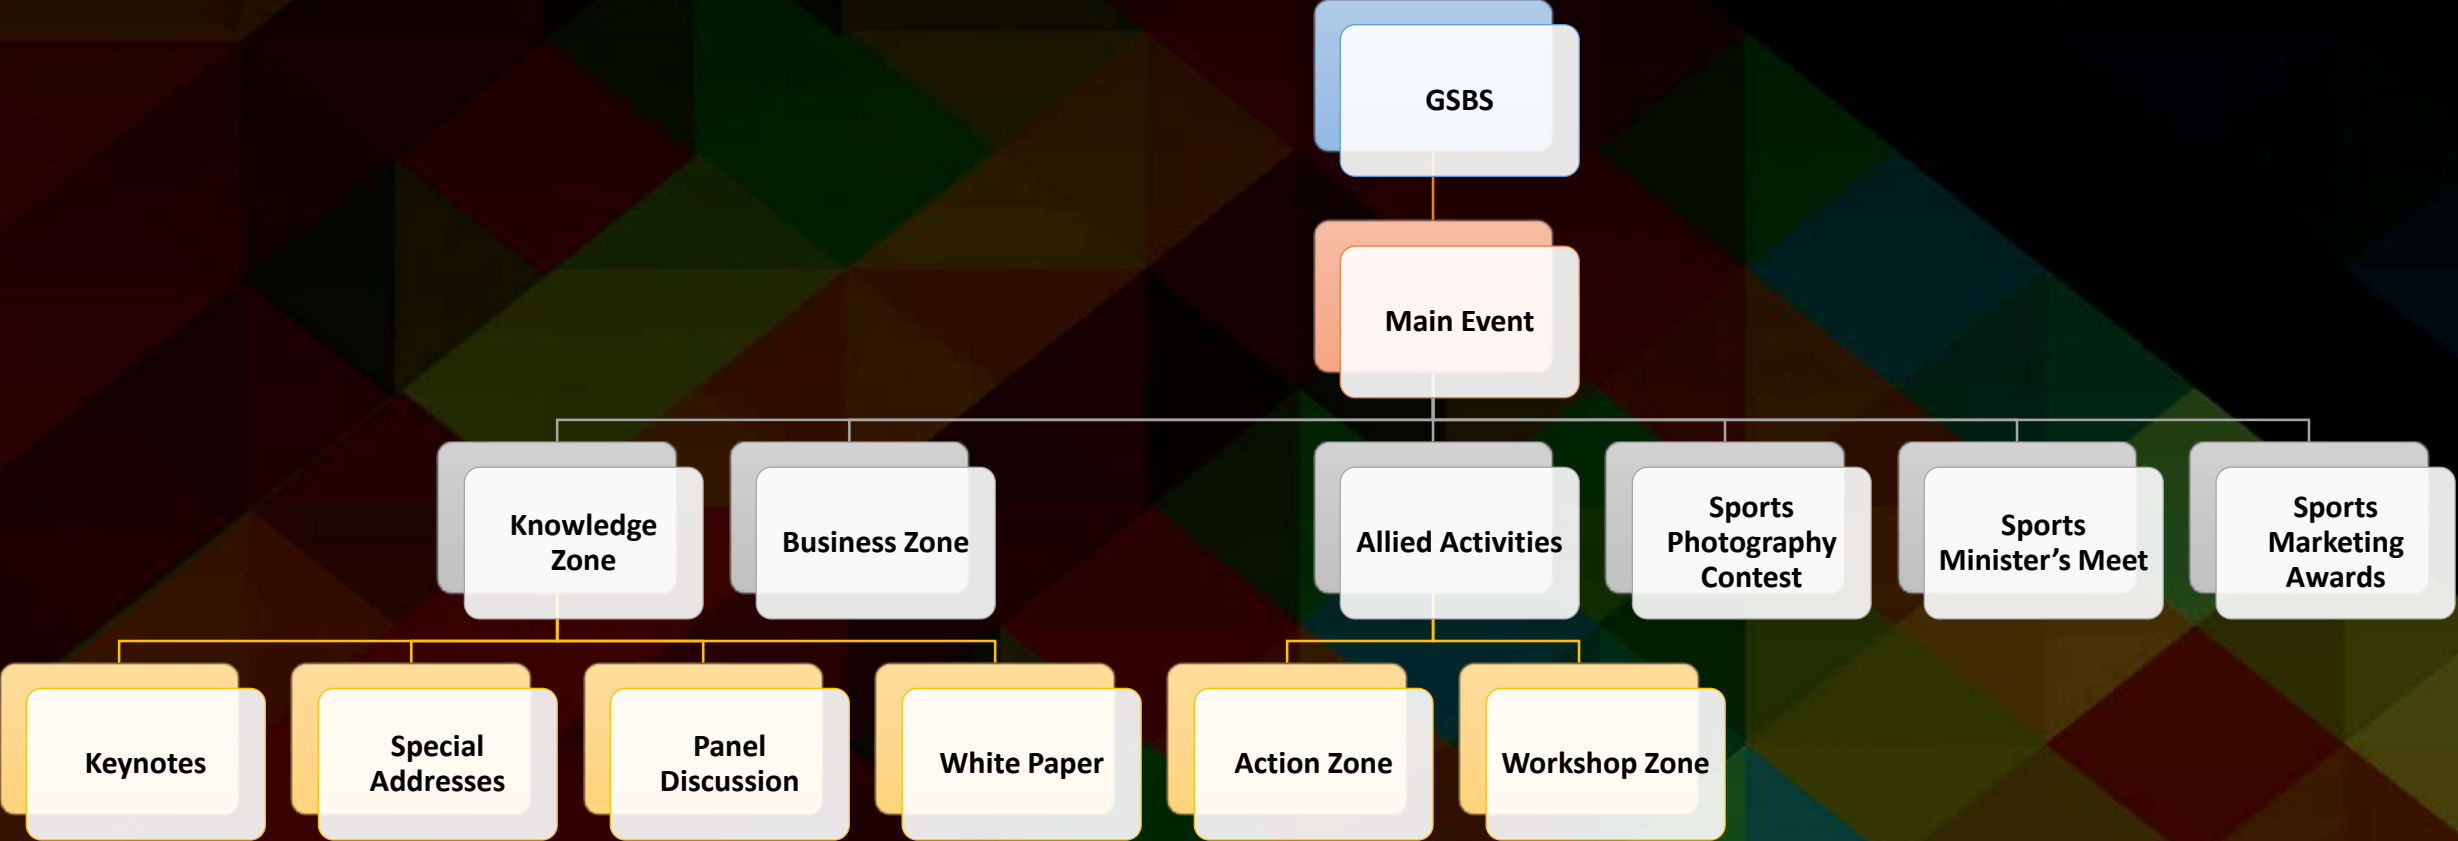 GSBS
Main Event
Knowledge
Zone
Business Zone
Allied Activities
Sports
Photography
Contest
Sports
Minister’s Meet
Sports
Marketing
Awards
Keynotes
Special
Addresses
Panel
Discussion
White Paper
Action Zone
Workshop Zone